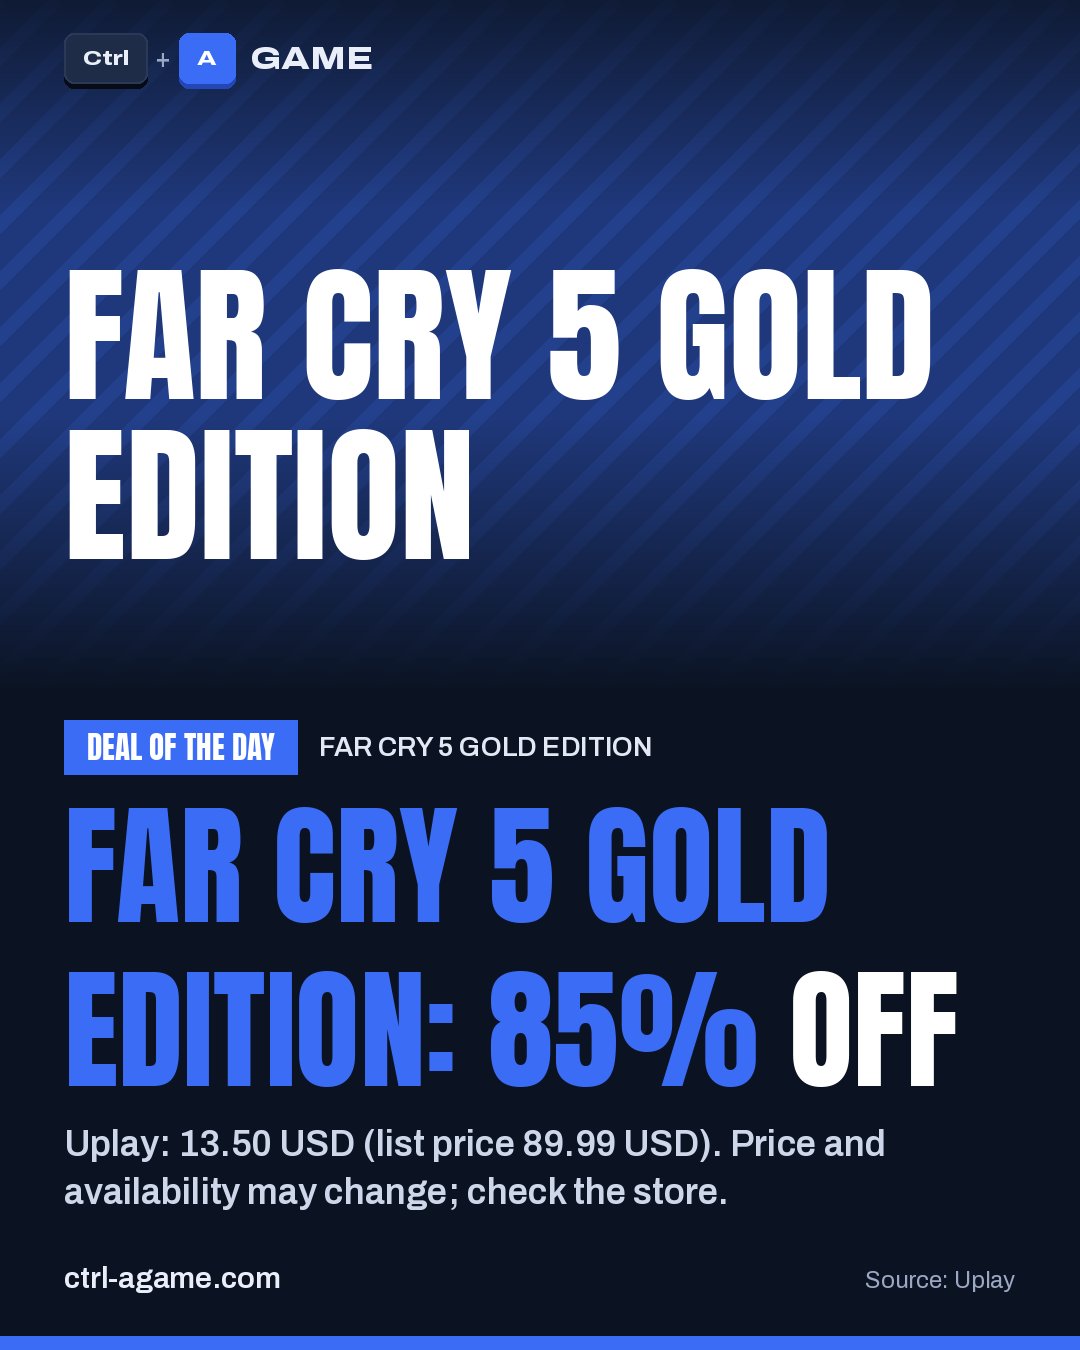 Ctrl + A GAME
FAR CRY 5 GOLD
EDITION
DEAL OF THE DAY FAR CRY 5 GOLD EDITION
FAR CRY 5 GOLD
EDITION: 85% OFF
Uplay: 13.50 USD (list price 89.99 USD). Price and
availability may change; check the store.
ctrl-agame.com Source: Uplay